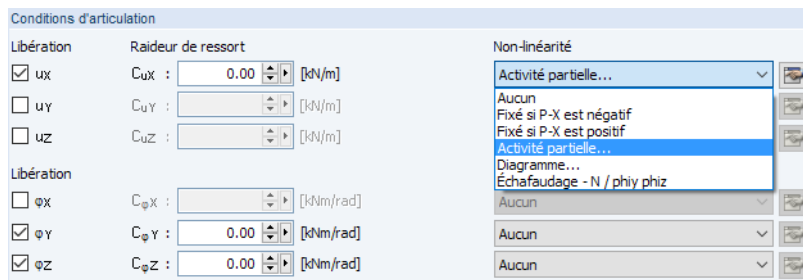 Conditions d'articulation
Libération Raideur de ressort Non-linéarité
uX CuX : 0.00 [kN/m] Activité partielle...
uY CuY : [kN/m]
uZ CuZ : [kN/m]
Aucun
Fixé si P-X est négatif
Fixé si P-X est positif
Activité partielle...
Diagramme...
Échafaudage - N / phiy phiz
Libération
φX CφX : [kNm/rad] Aucun
φY CφY : 0.00 [kNm/rad] Aucun
φZ CφZ : 0.00 [kNm/rad] Aucun